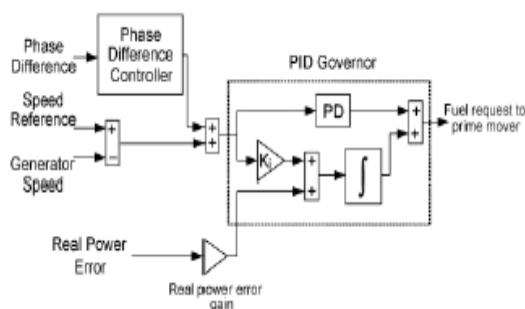 Phase
Difference
Phase
Difference
Controller
PID Governor
Speed
Reference
+
−
Generator
Speed
+
+
PD
Ki
+
+
∫
+
+
Fuel request to
prime mover
Real Power
Error
Real power error
gain